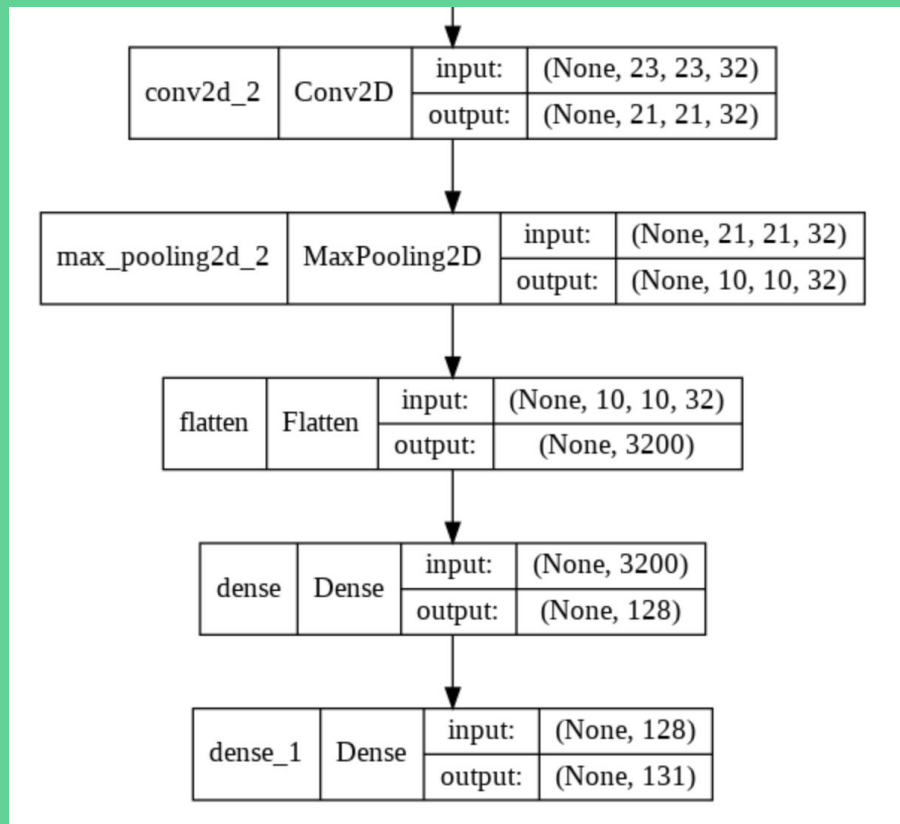 conv2d_2 Conv2D input: (None, 23, 23, 32)
output: (None, 21, 21, 32)
max_pooling2d_2 MaxPooling2D input: (None, 21, 21, 32)
output: (None, 10, 10, 32)
flatten Flatten input: (None, 10, 10, 32)
output: (None, 3200)
dense Dense input: (None, 3200)
output: (None, 128)
dense_1 Dense input: (None, 128)
output: (None, 131)